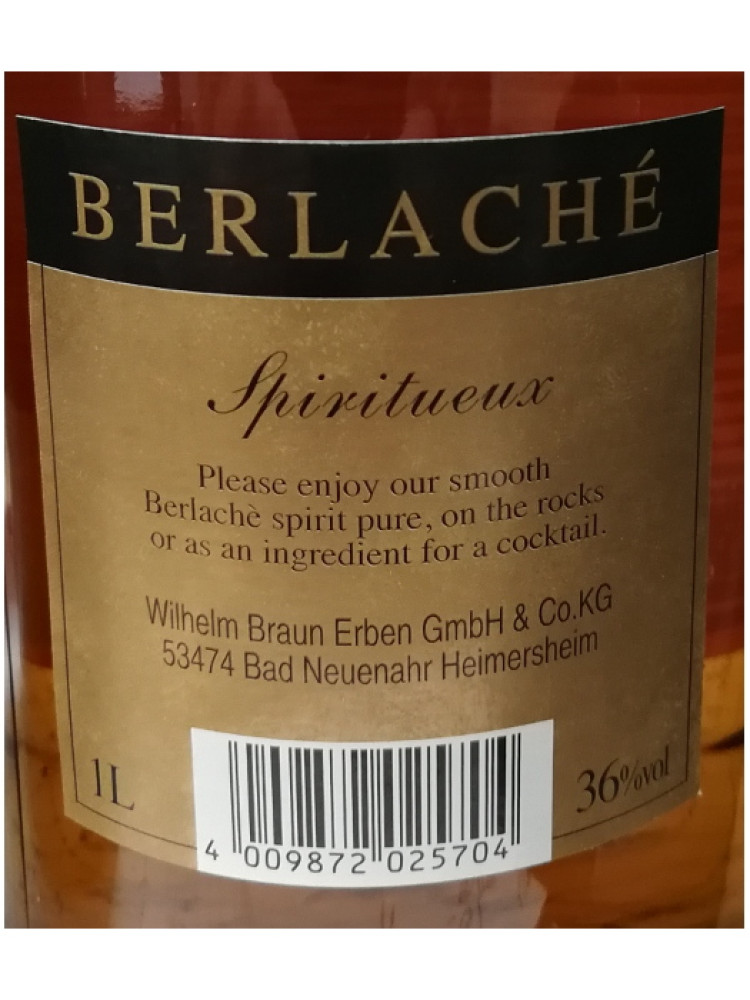 BERLACHÉ
Spiritueux
Please enjoy our smooth
Berlachè spirit pure, on the rocks
or as an ingredient for a cocktail.
Wilhelm Braun Erben GmbH & Co.KG
53474 Bad Neuenahr Heimersheim
1L
36%vol
4 009872 025704